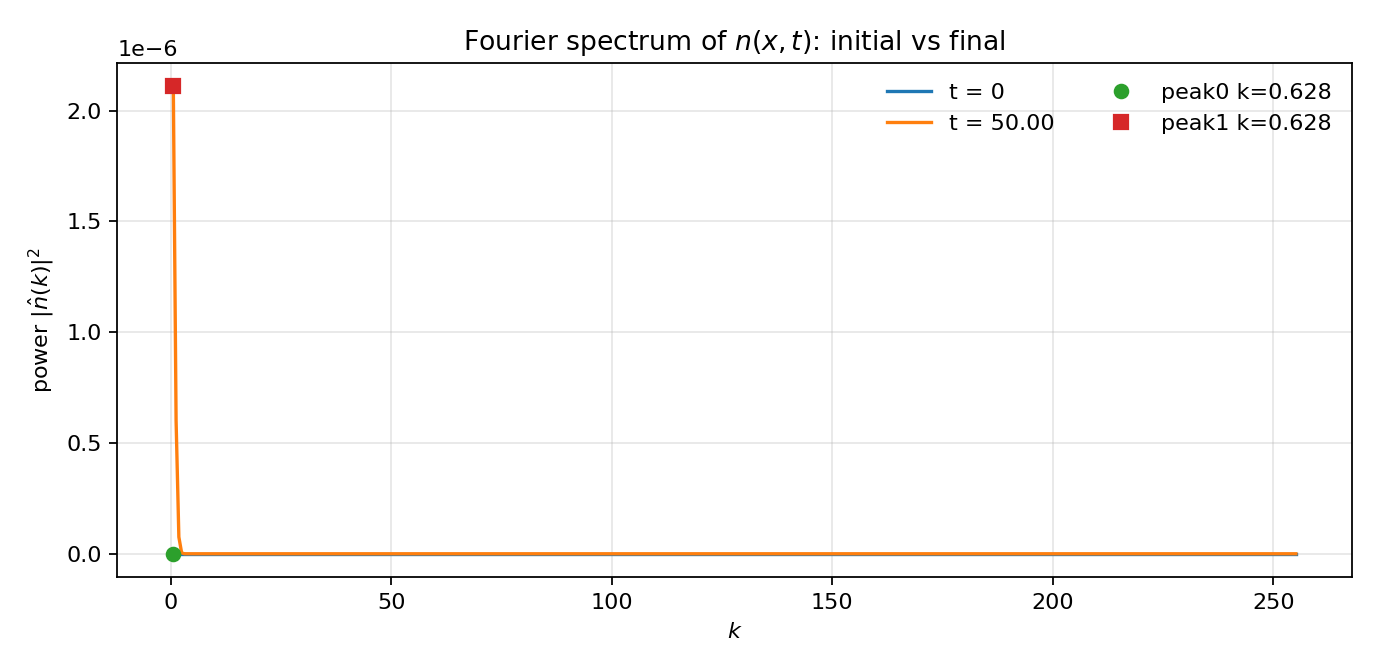 Fourier spectrum of n(x, t): initial vs final
1e−6
t = 0
t = 50.00
peak0 k=0.628
peak1 k=0.628
power |n̂(k)|²
2.0
1.5
1.0
0.5
0.0
0 50 100 150 200 250
k